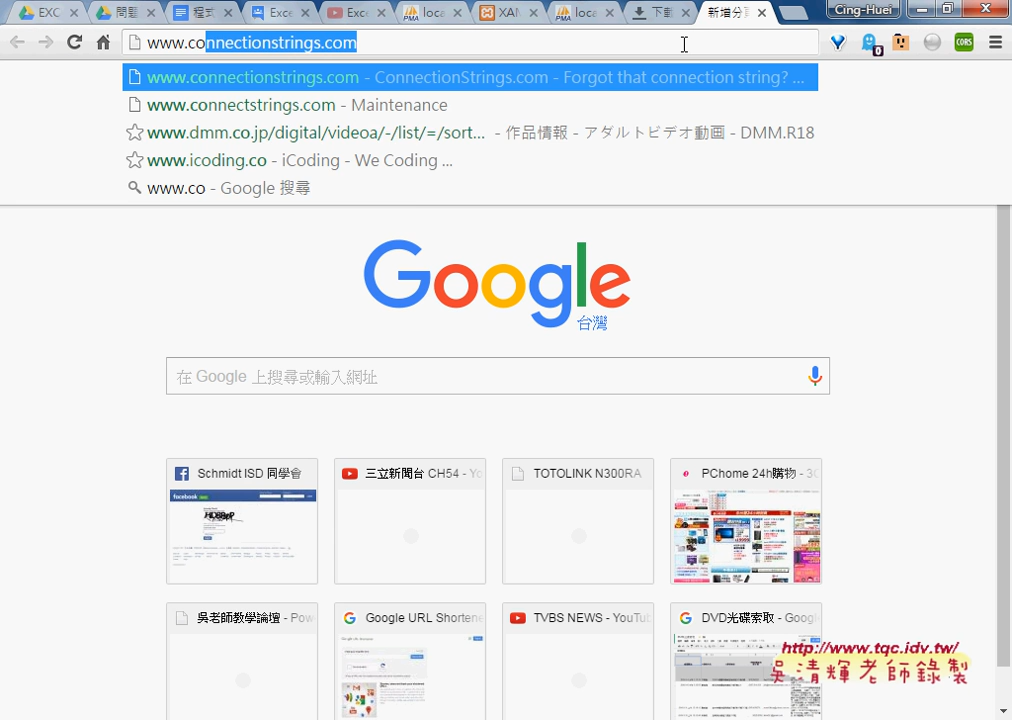 EXC
問題
程式
Exce
Exce
loca
XAM
loca
下載
新增分頁
Cing-Huei
www.connectionstrings.com
www.connectionstrings.com - ConnectionStrings.com - Forgot that connection string? ...
www.connectstrings.com - Maintenance
www.dmm.co.jp/digital/videoa/-/list/=/sort... - 作品情報 - アダルトビデオ動画 - DMM.R18
www.icoding.co - iCoding - We Coding ...
www.co - Google 搜尋
Google
台灣
在 Google 上搜尋或輸入網址
Schmidt ISD 同學會
三立新聞台 CH54 - Yo
TOTOLINK N300RA
PChome 24h購物 - 3C
facebook
吳老師教學論壇 - Pow
Google URL Shortene
TVBS NEWS - YouTub
DVD光碟索取 - Googl
http://www.tqc.idv.tw/
吳清輝老師錄製